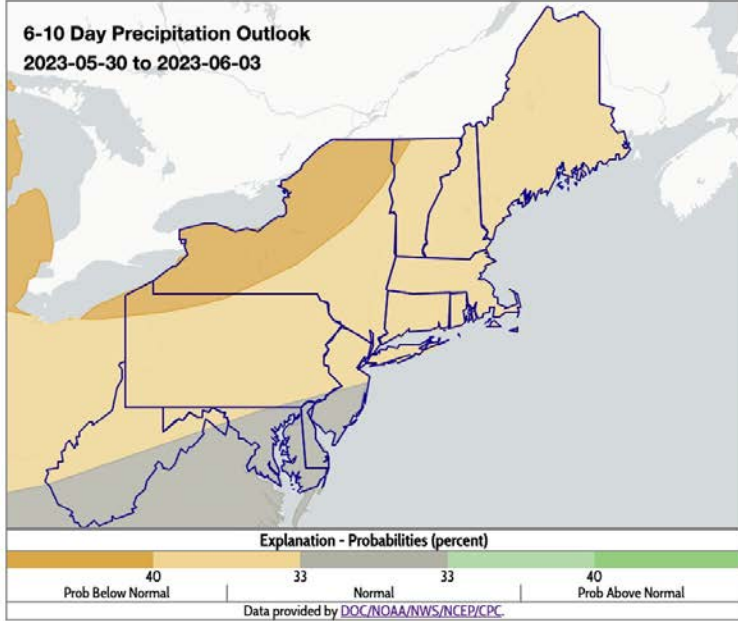 6-10 Day Precipitation Outlook
2023-05-30 to 2023-06-03
Explanation - Probabilities (percent)
40 33 33 40
Prob Below Normal Normal Prob Above Normal
Data provided by DOC/NOAA/NWS/NCEP/CPC.